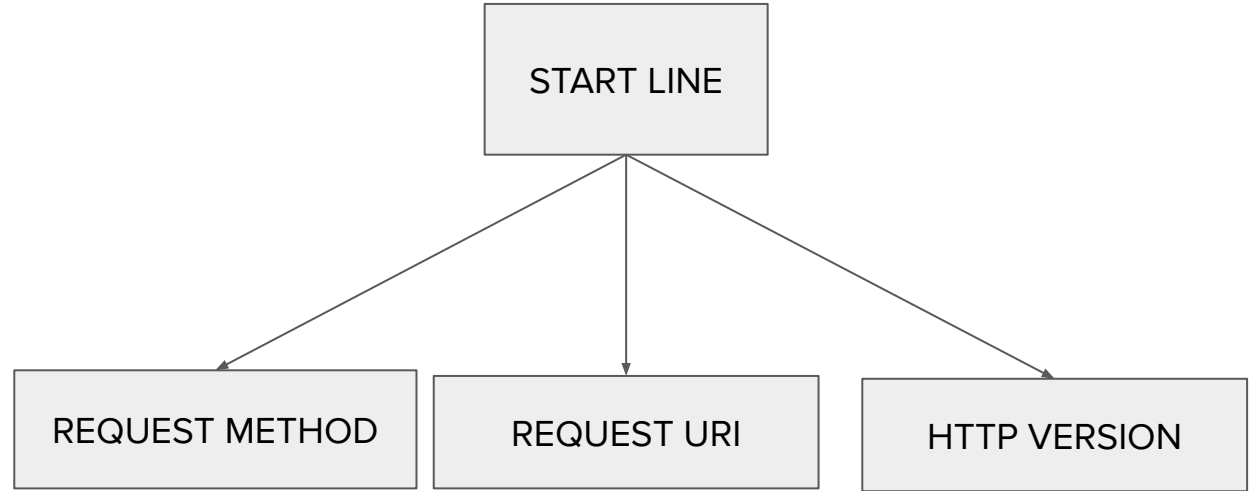 START LINE
REQUEST METHOD
REQUEST URI
HTTP VERSION